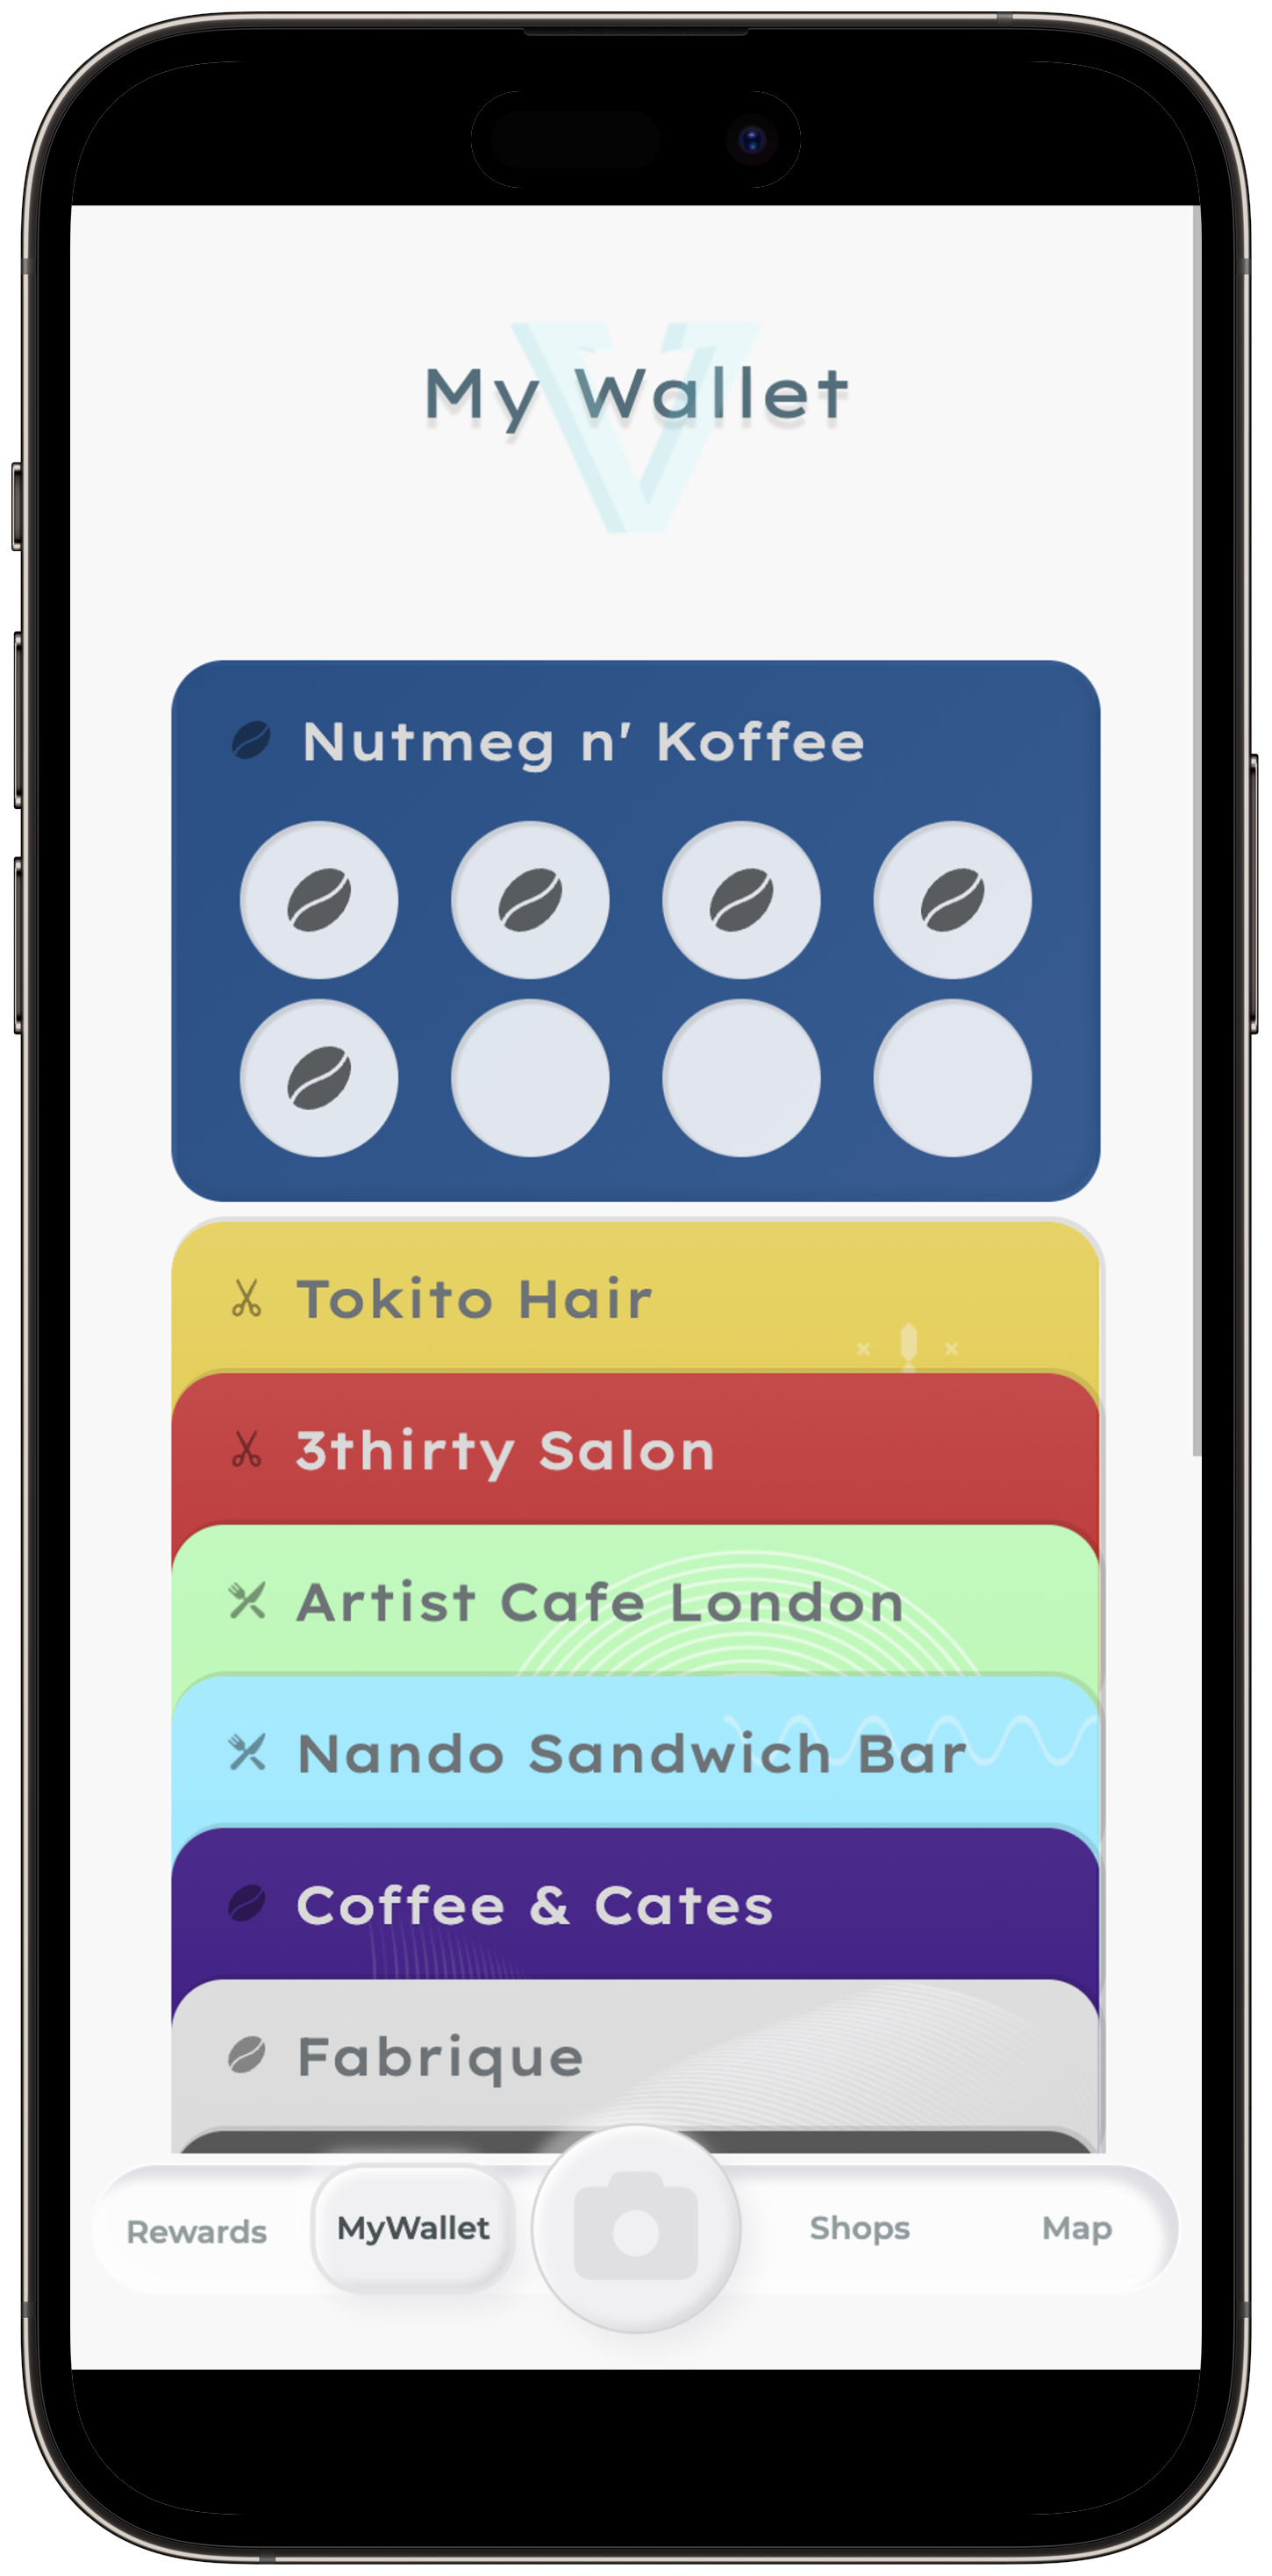 My Wallet
Nutmeg n' Koffee
Tokito Hair
3thirty Salon
Artist Cafe London
Nando Sandwich Bar
Coffee & Cates
Fabrique
Rewards MyWallet Shops Map